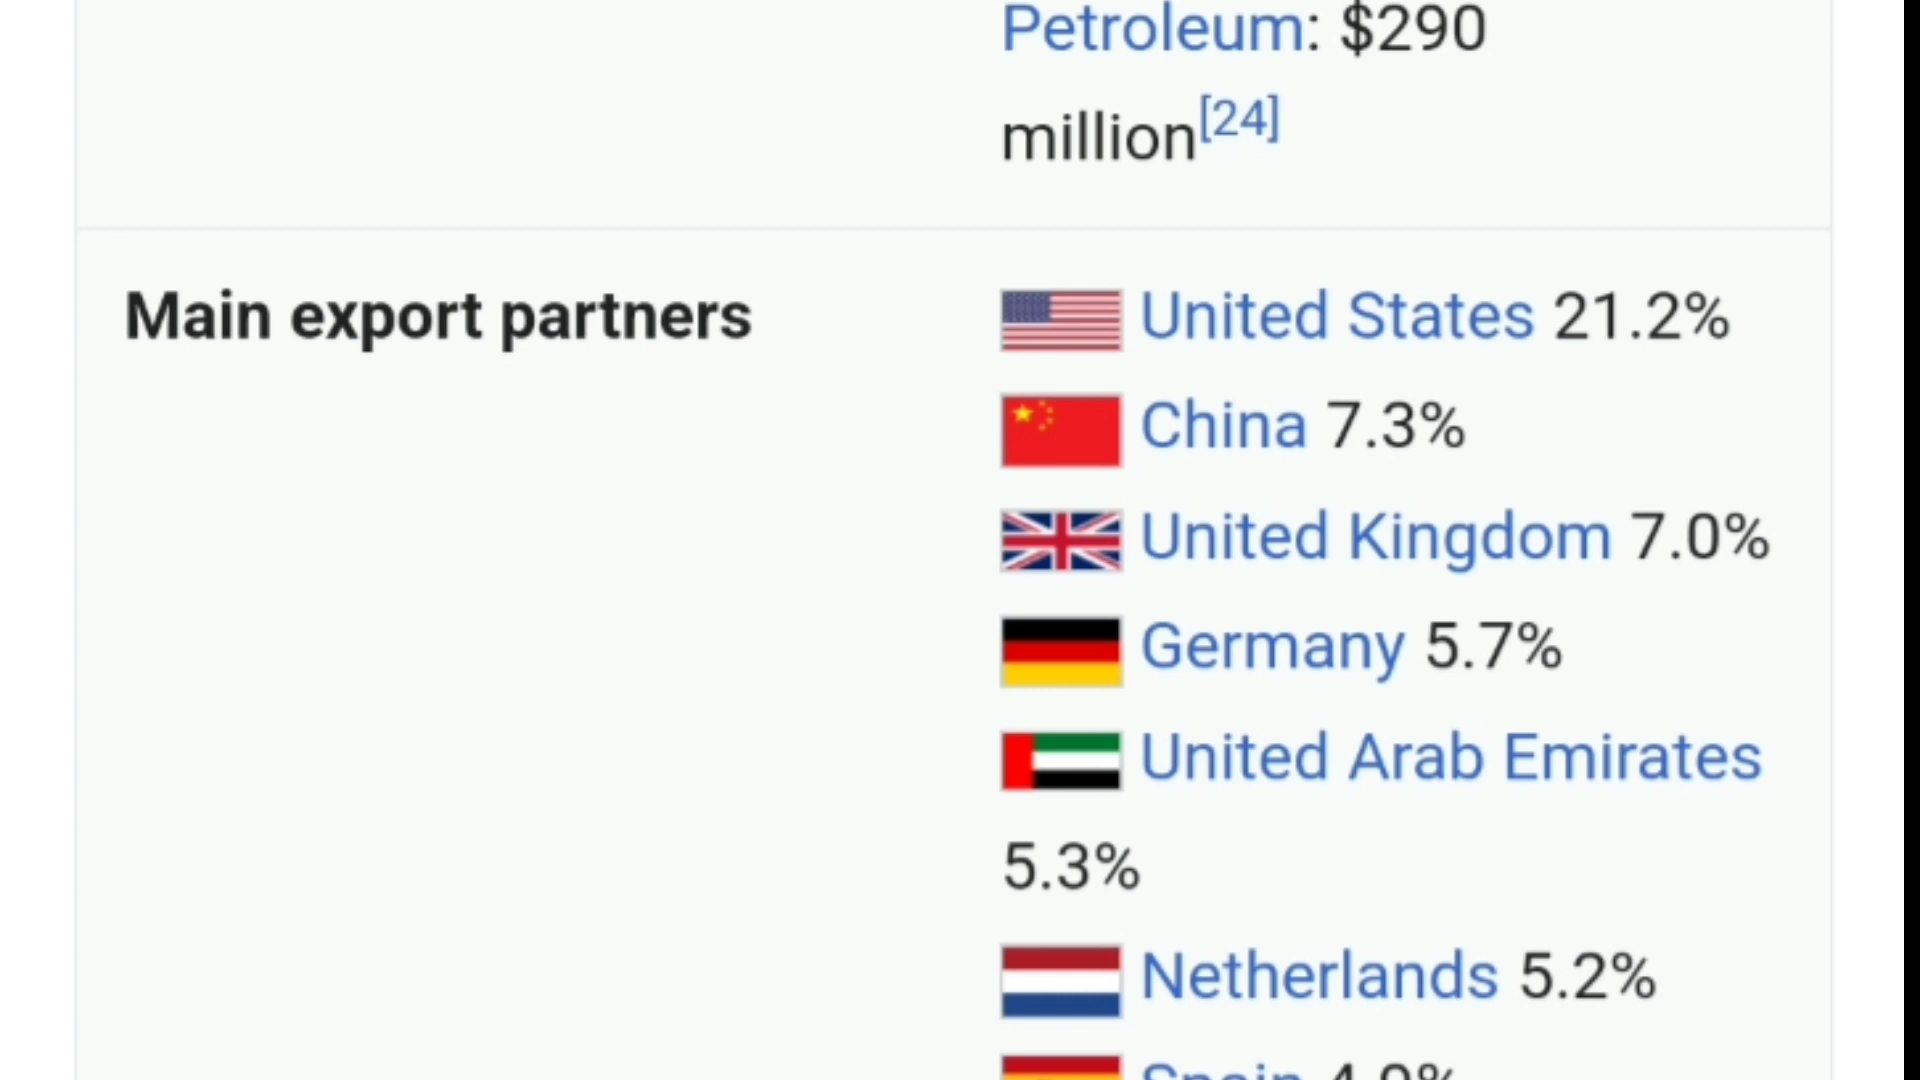 Petroleum: $290
million[24]
Main export partners
United States 21.2%
China 7.3%
United Kingdom 7.0%
Germany 5.7%
United Arab Emirates
5.3%
Netherlands 5.2%
Spain